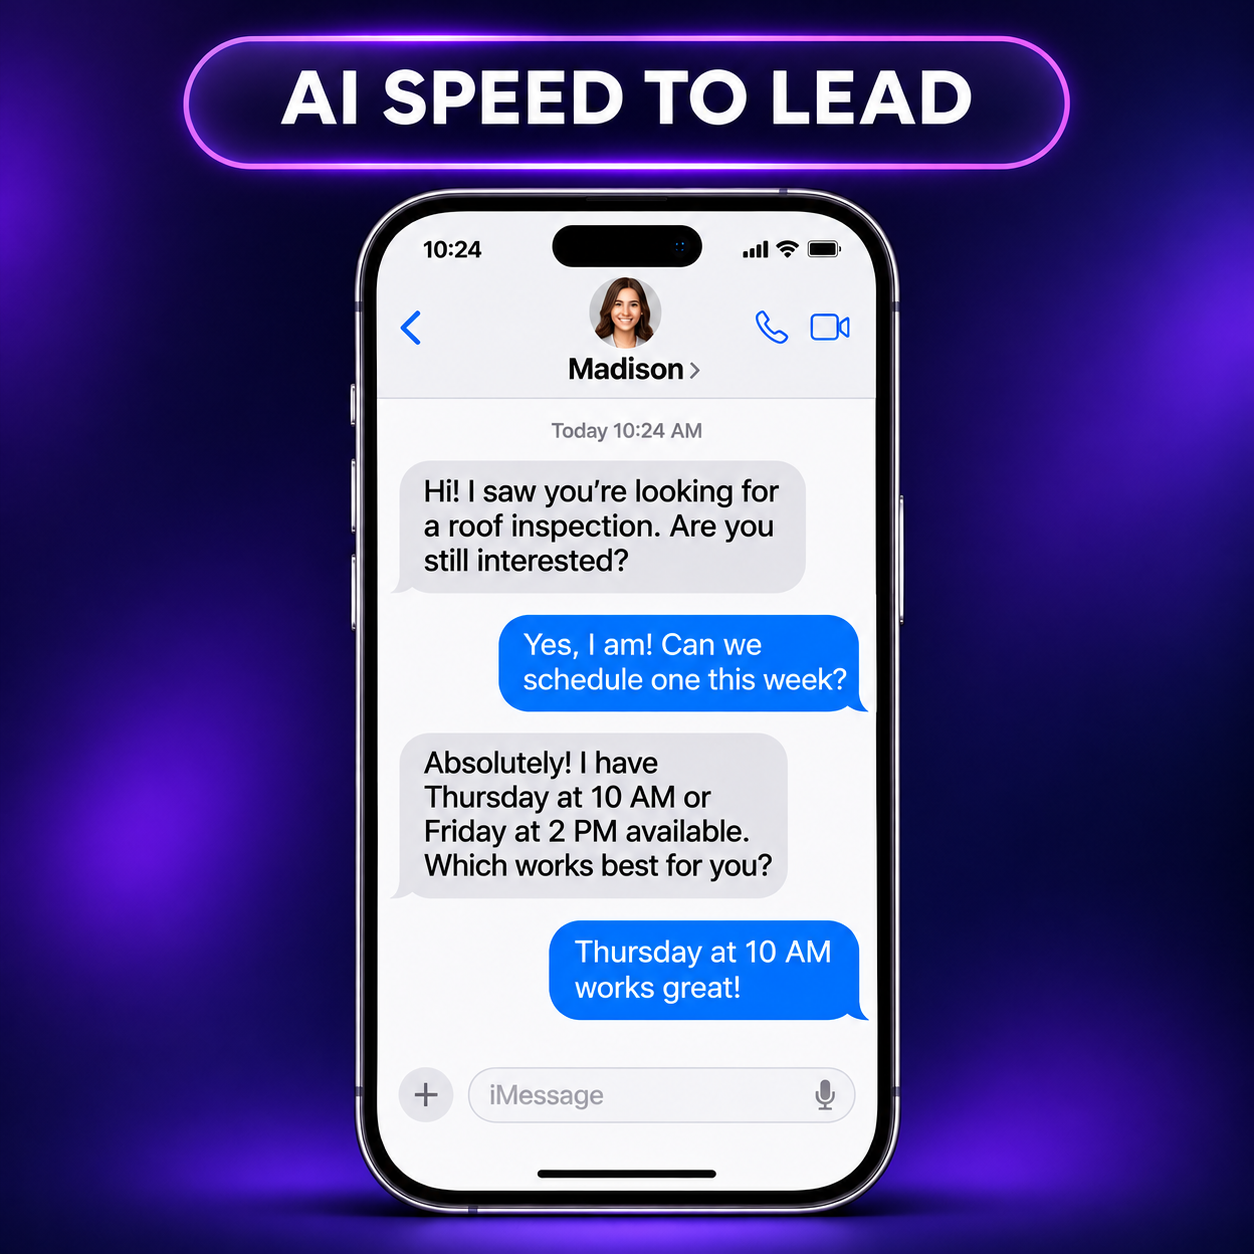 AI SPEED TO LEAD
10:24
Madison
Today 10:24 AM
Hi! I saw you’re looking for
a roof inspection. Are you
still interested?
Yes, I am! Can we
schedule one this week?
Absolutely! I have
Thursday at 10 AM or
Friday at 2 PM available.
Which works best for you?
Thursday at 10 AM
works great!
iMessage